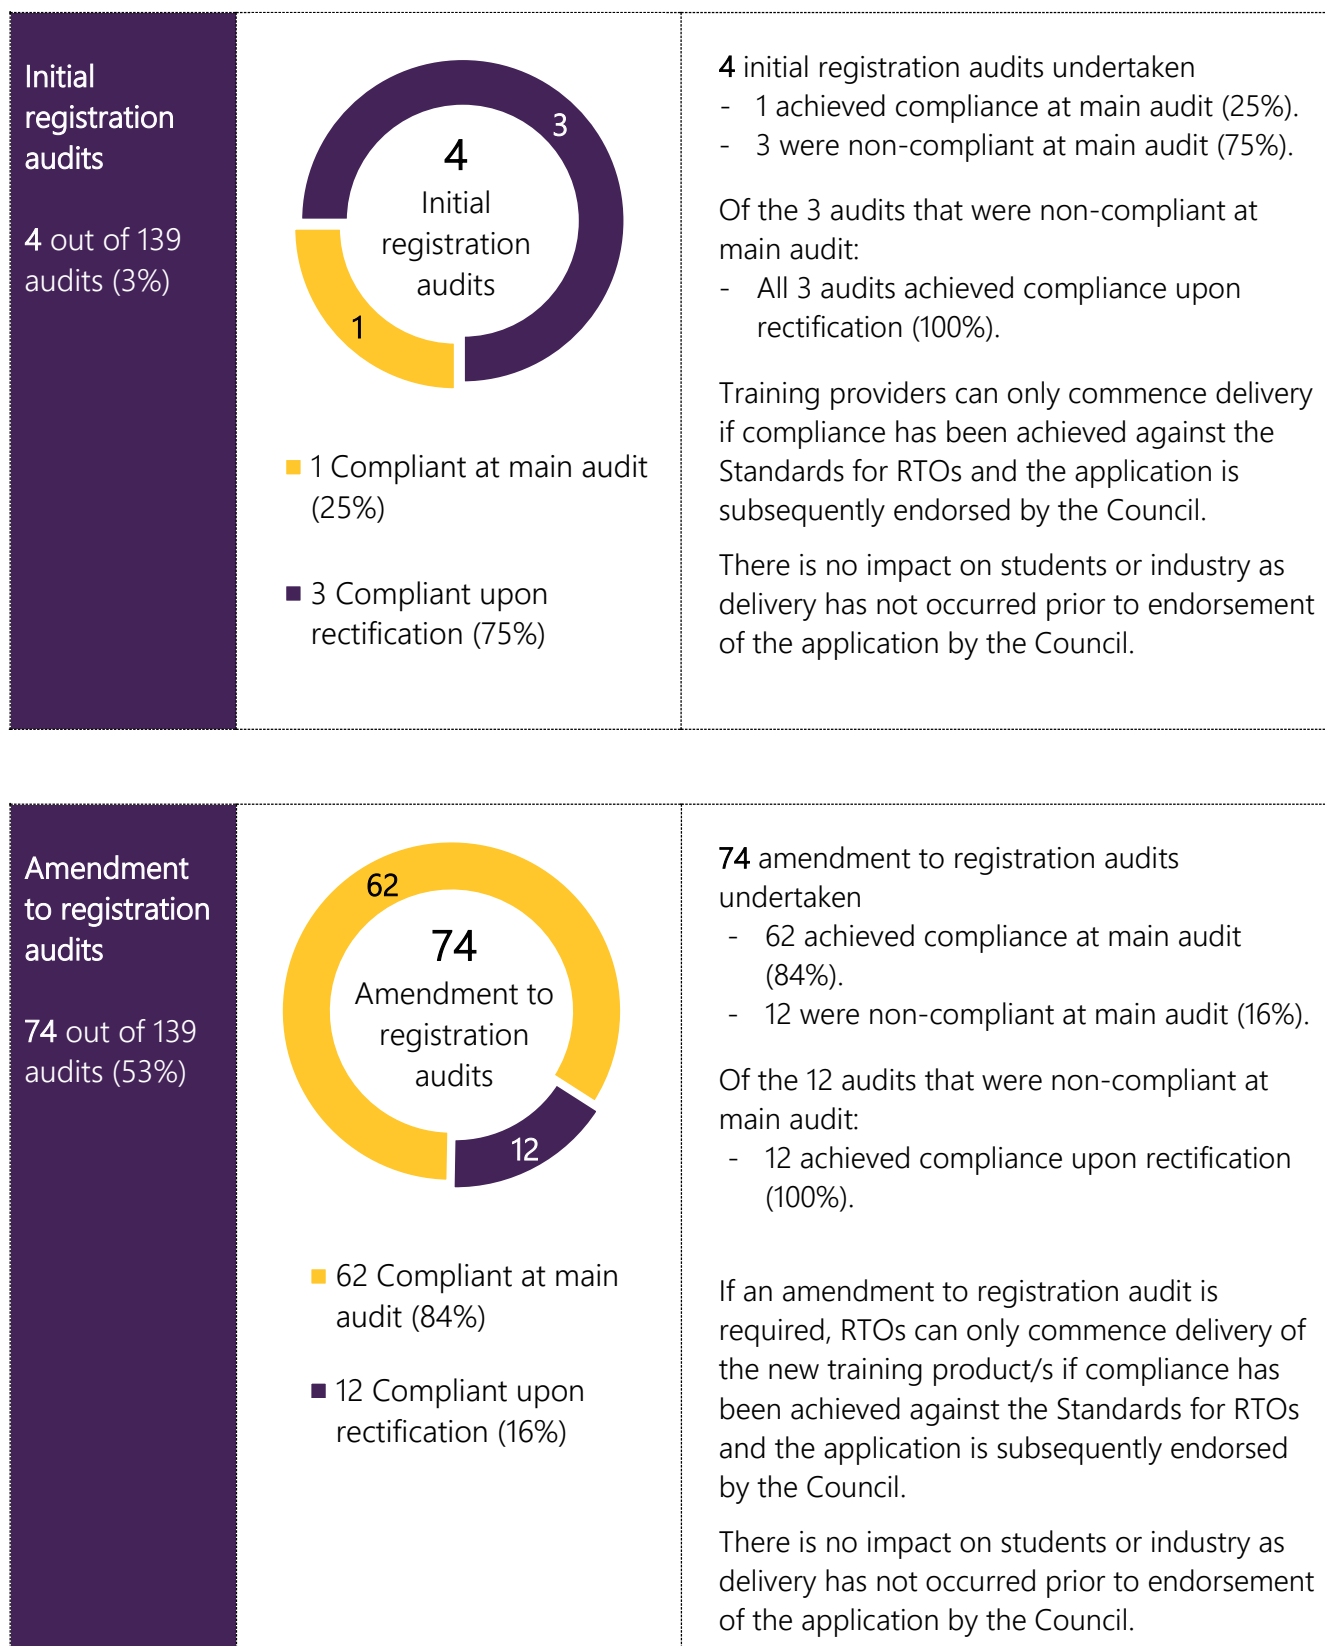 Initial
registration
audits
4 out of 139
audits (3%)
3
4
Initial
registration
audits
1
1 Compliant at main audit
(25%)
3 Compliant upon
rectification (75%)
4 initial registration audits undertaken
- 1 achieved compliance at main audit (25%).
- 3 were non-compliant at main audit (75%).
Of the 3 audits that were non-compliant at
main audit:
- All 3 audits achieved compliance upon
rectification (100%).
Training providers can only commence delivery
if compliance has been achieved against the
Standards for RTOs and the application is
subsequently endorsed by the Council.
There is no impact on students or industry as
delivery has not occurred prior to endorsement
of the application by the Council.
Amendment
to registration
audits
74 out of 139
audits (53%)
62
74
Amendment to
registration
audits
12
62 Compliant at main
audit (84%)
12 Compliant upon
rectification (16%)
74 amendment to registration audits
undertaken
- 62 achieved compliance at main audit
(84%).
- 12 were non-compliant at main audit (16%).
Of the 12 audits that were non-compliant at
main audit:
- 12 achieved compliance upon rectification
(100%).
If an amendment to registration audit is
required, RTOs can only commence delivery of
the new training product/s if compliance has
been achieved against the Standards for RTOs
and the application is subsequently endorsed
by the Council.
There is no impact on students or industry as
delivery has not occurred prior to endorsement
of the application by the Council.